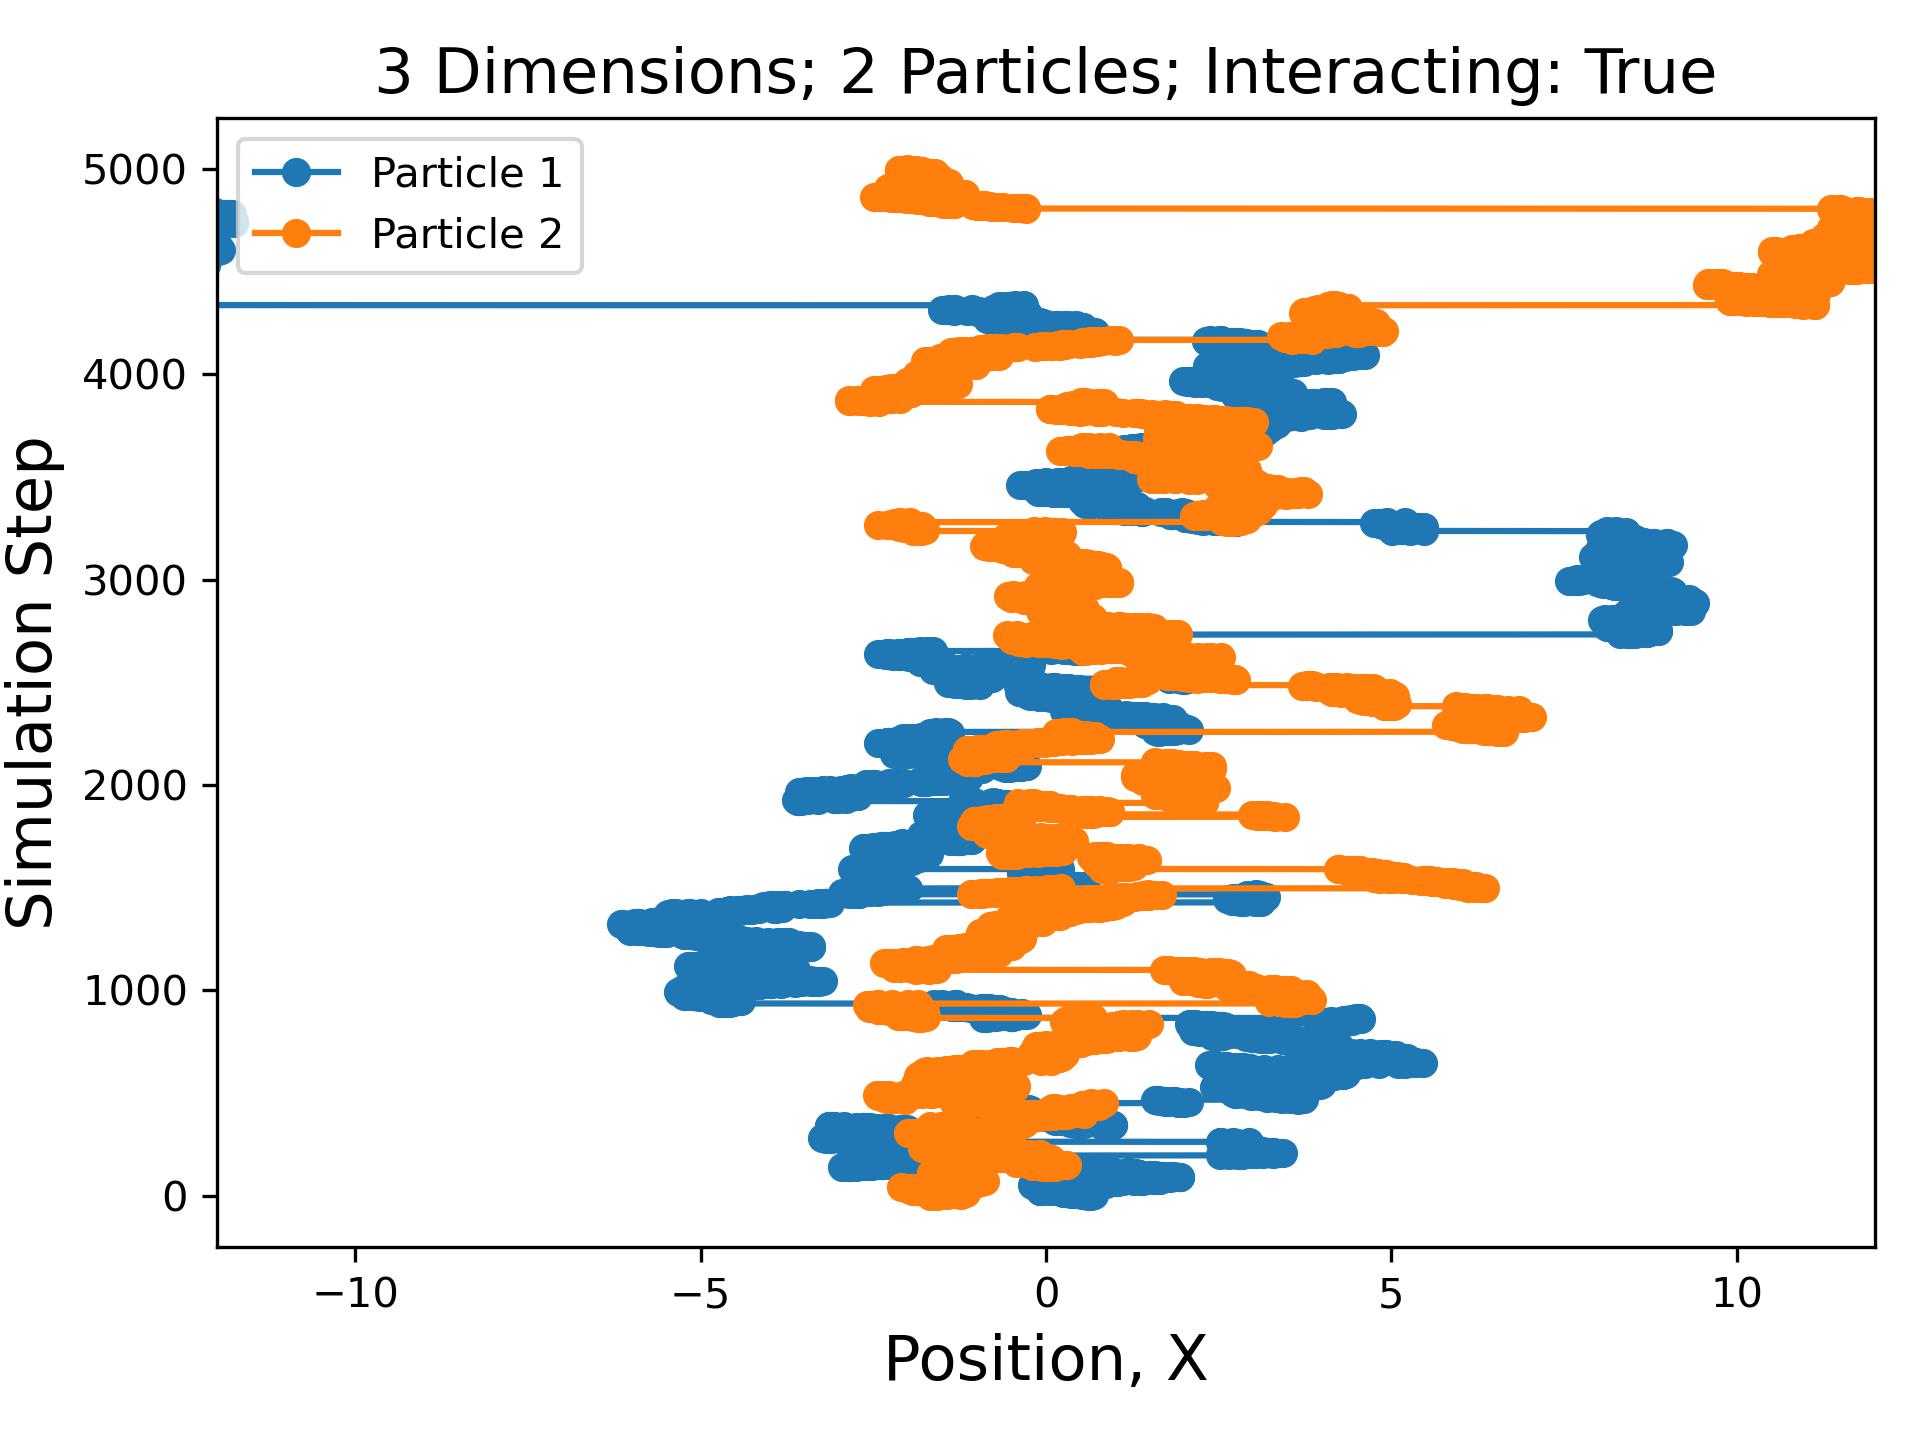 3 Dimensions; 2 Particles; Interacting: True
Particle 1
Particle 2
Simulation Step
5000
4000
3000
2000
1000
0
−10
−5
0
5
10
Position, X